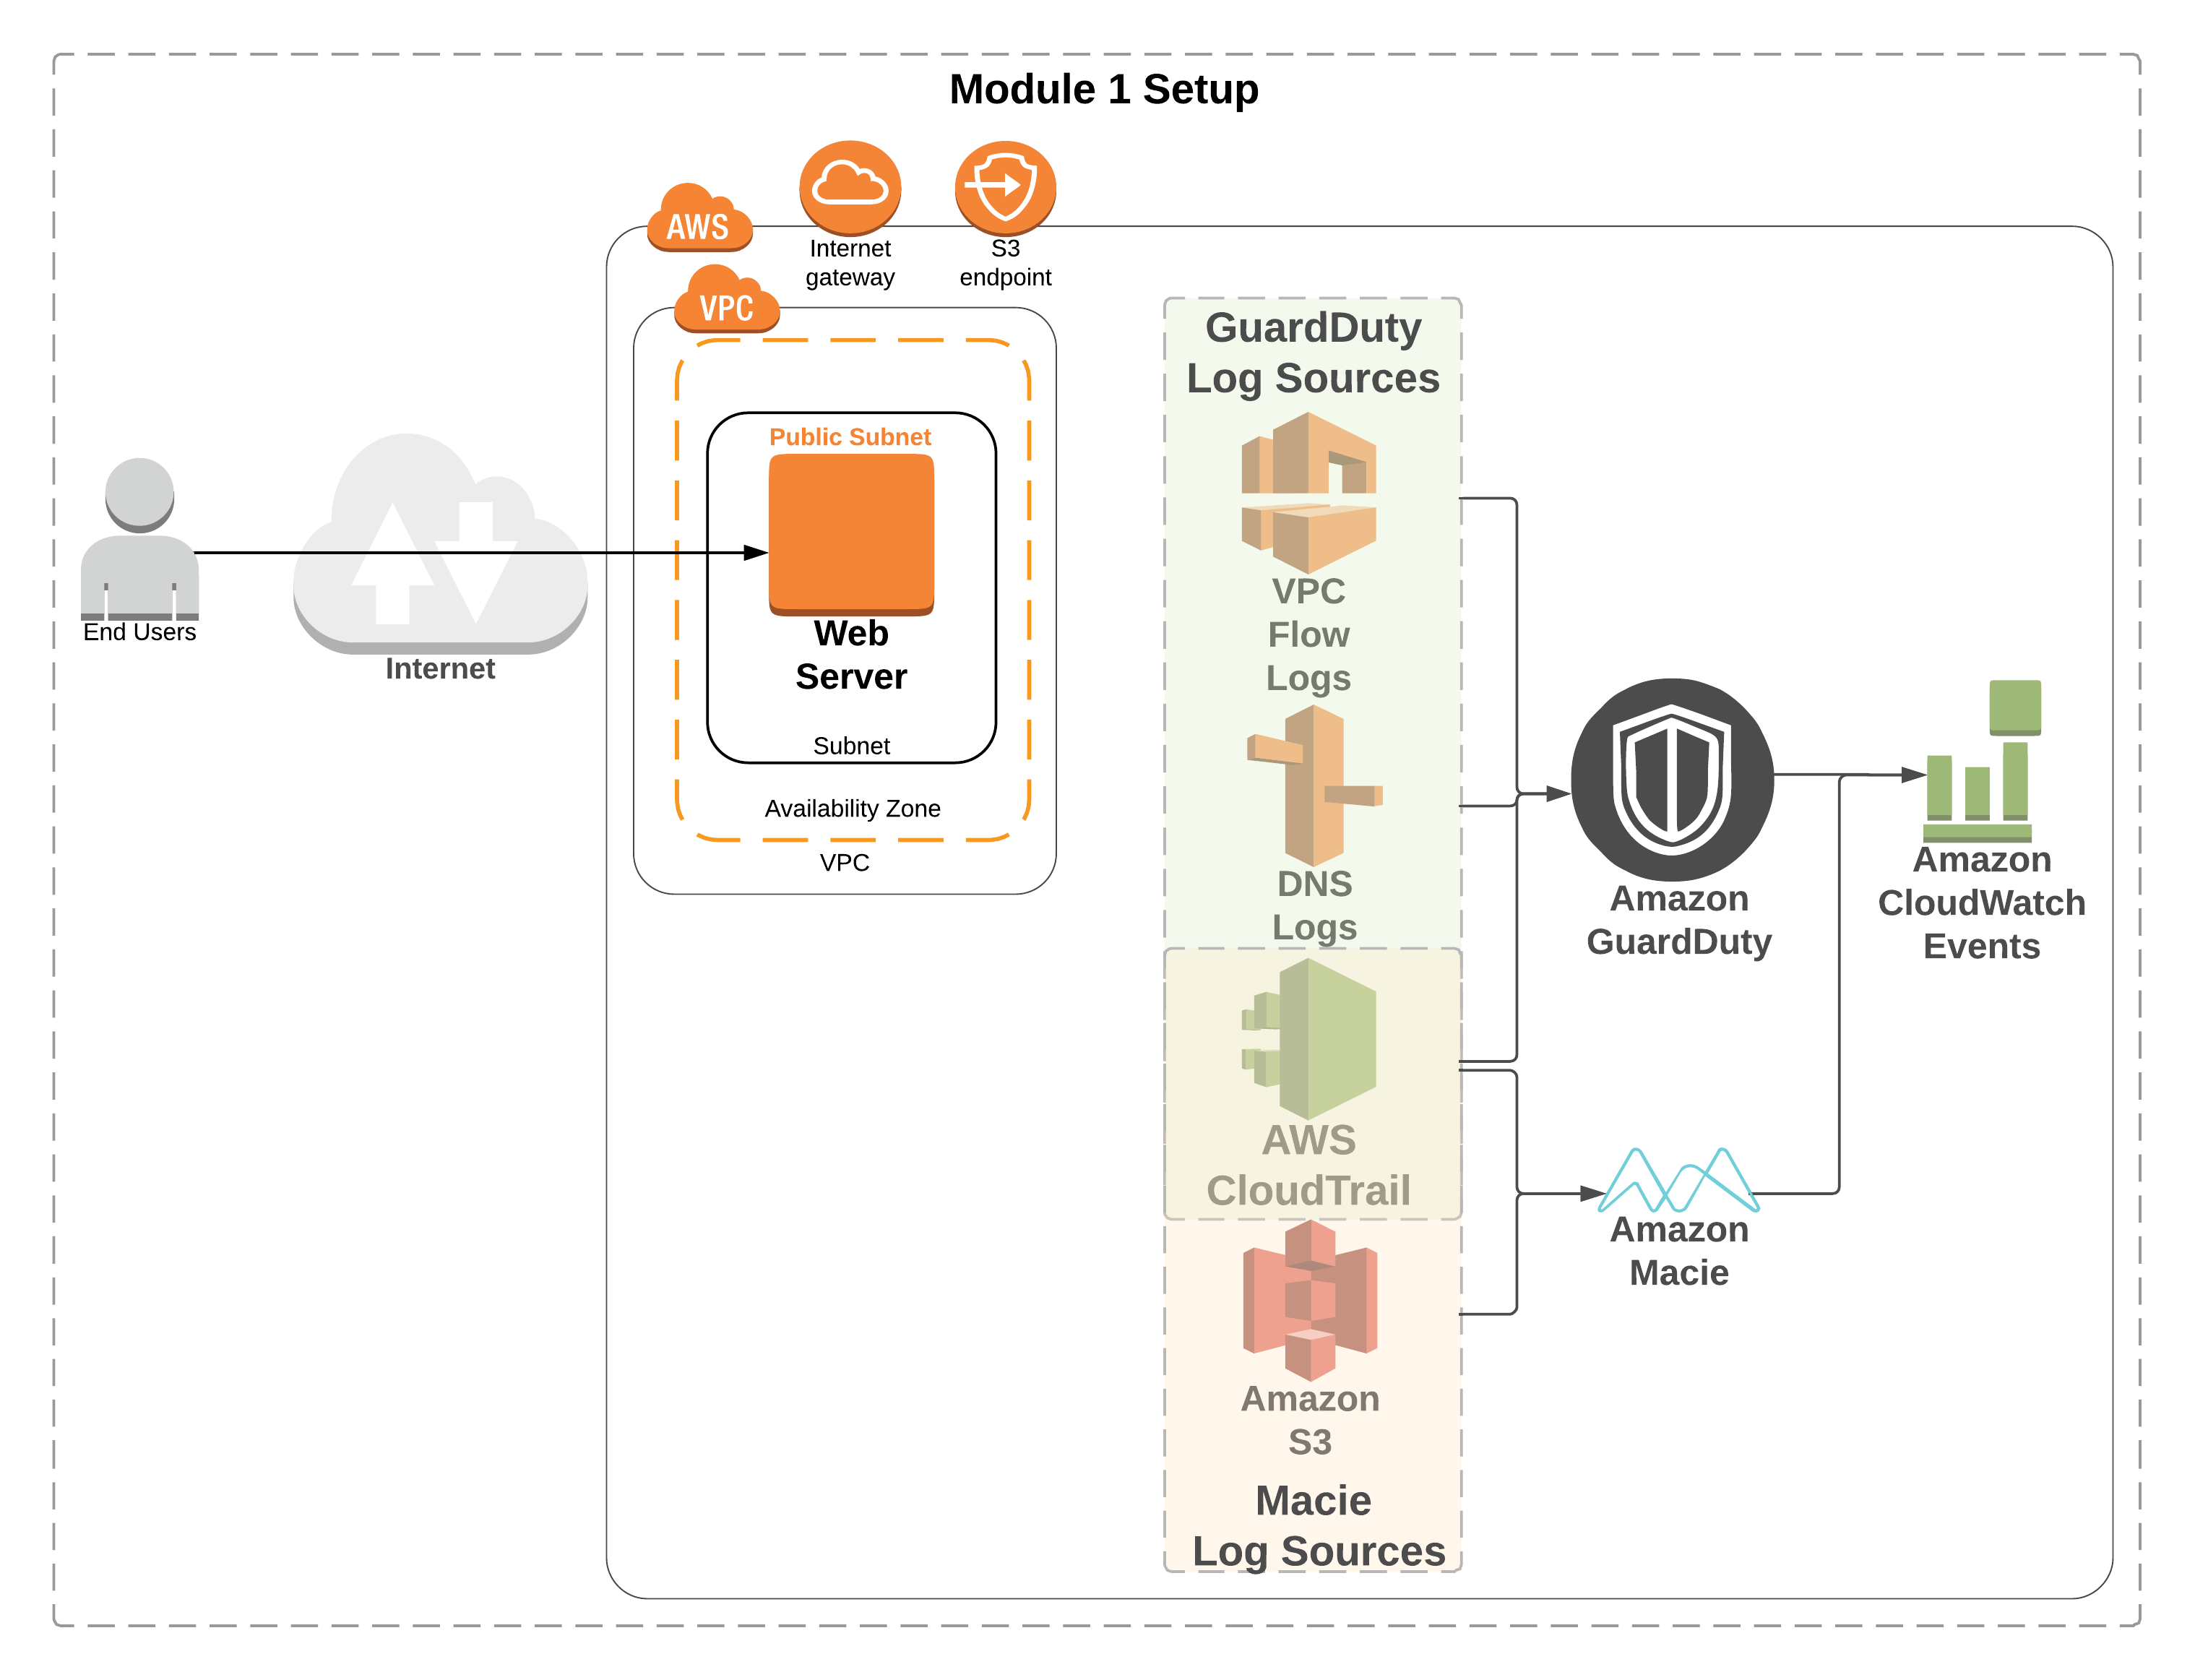 Module 1 Setup
AWS
Internet
gateway
S3
endpoint
VPC
GuardDuty
Log Sources
Public Subnet
Web
Server
Subnet
Availability Zone
VPC
End Users
Internet
VPC
Flow
Logs
DNS
Logs
AWS
CloudTrail
Amazon
S3
Macie
Log Sources
Amazon
GuardDuty
Amazon
CloudWatch
Events
Amazon
Macie